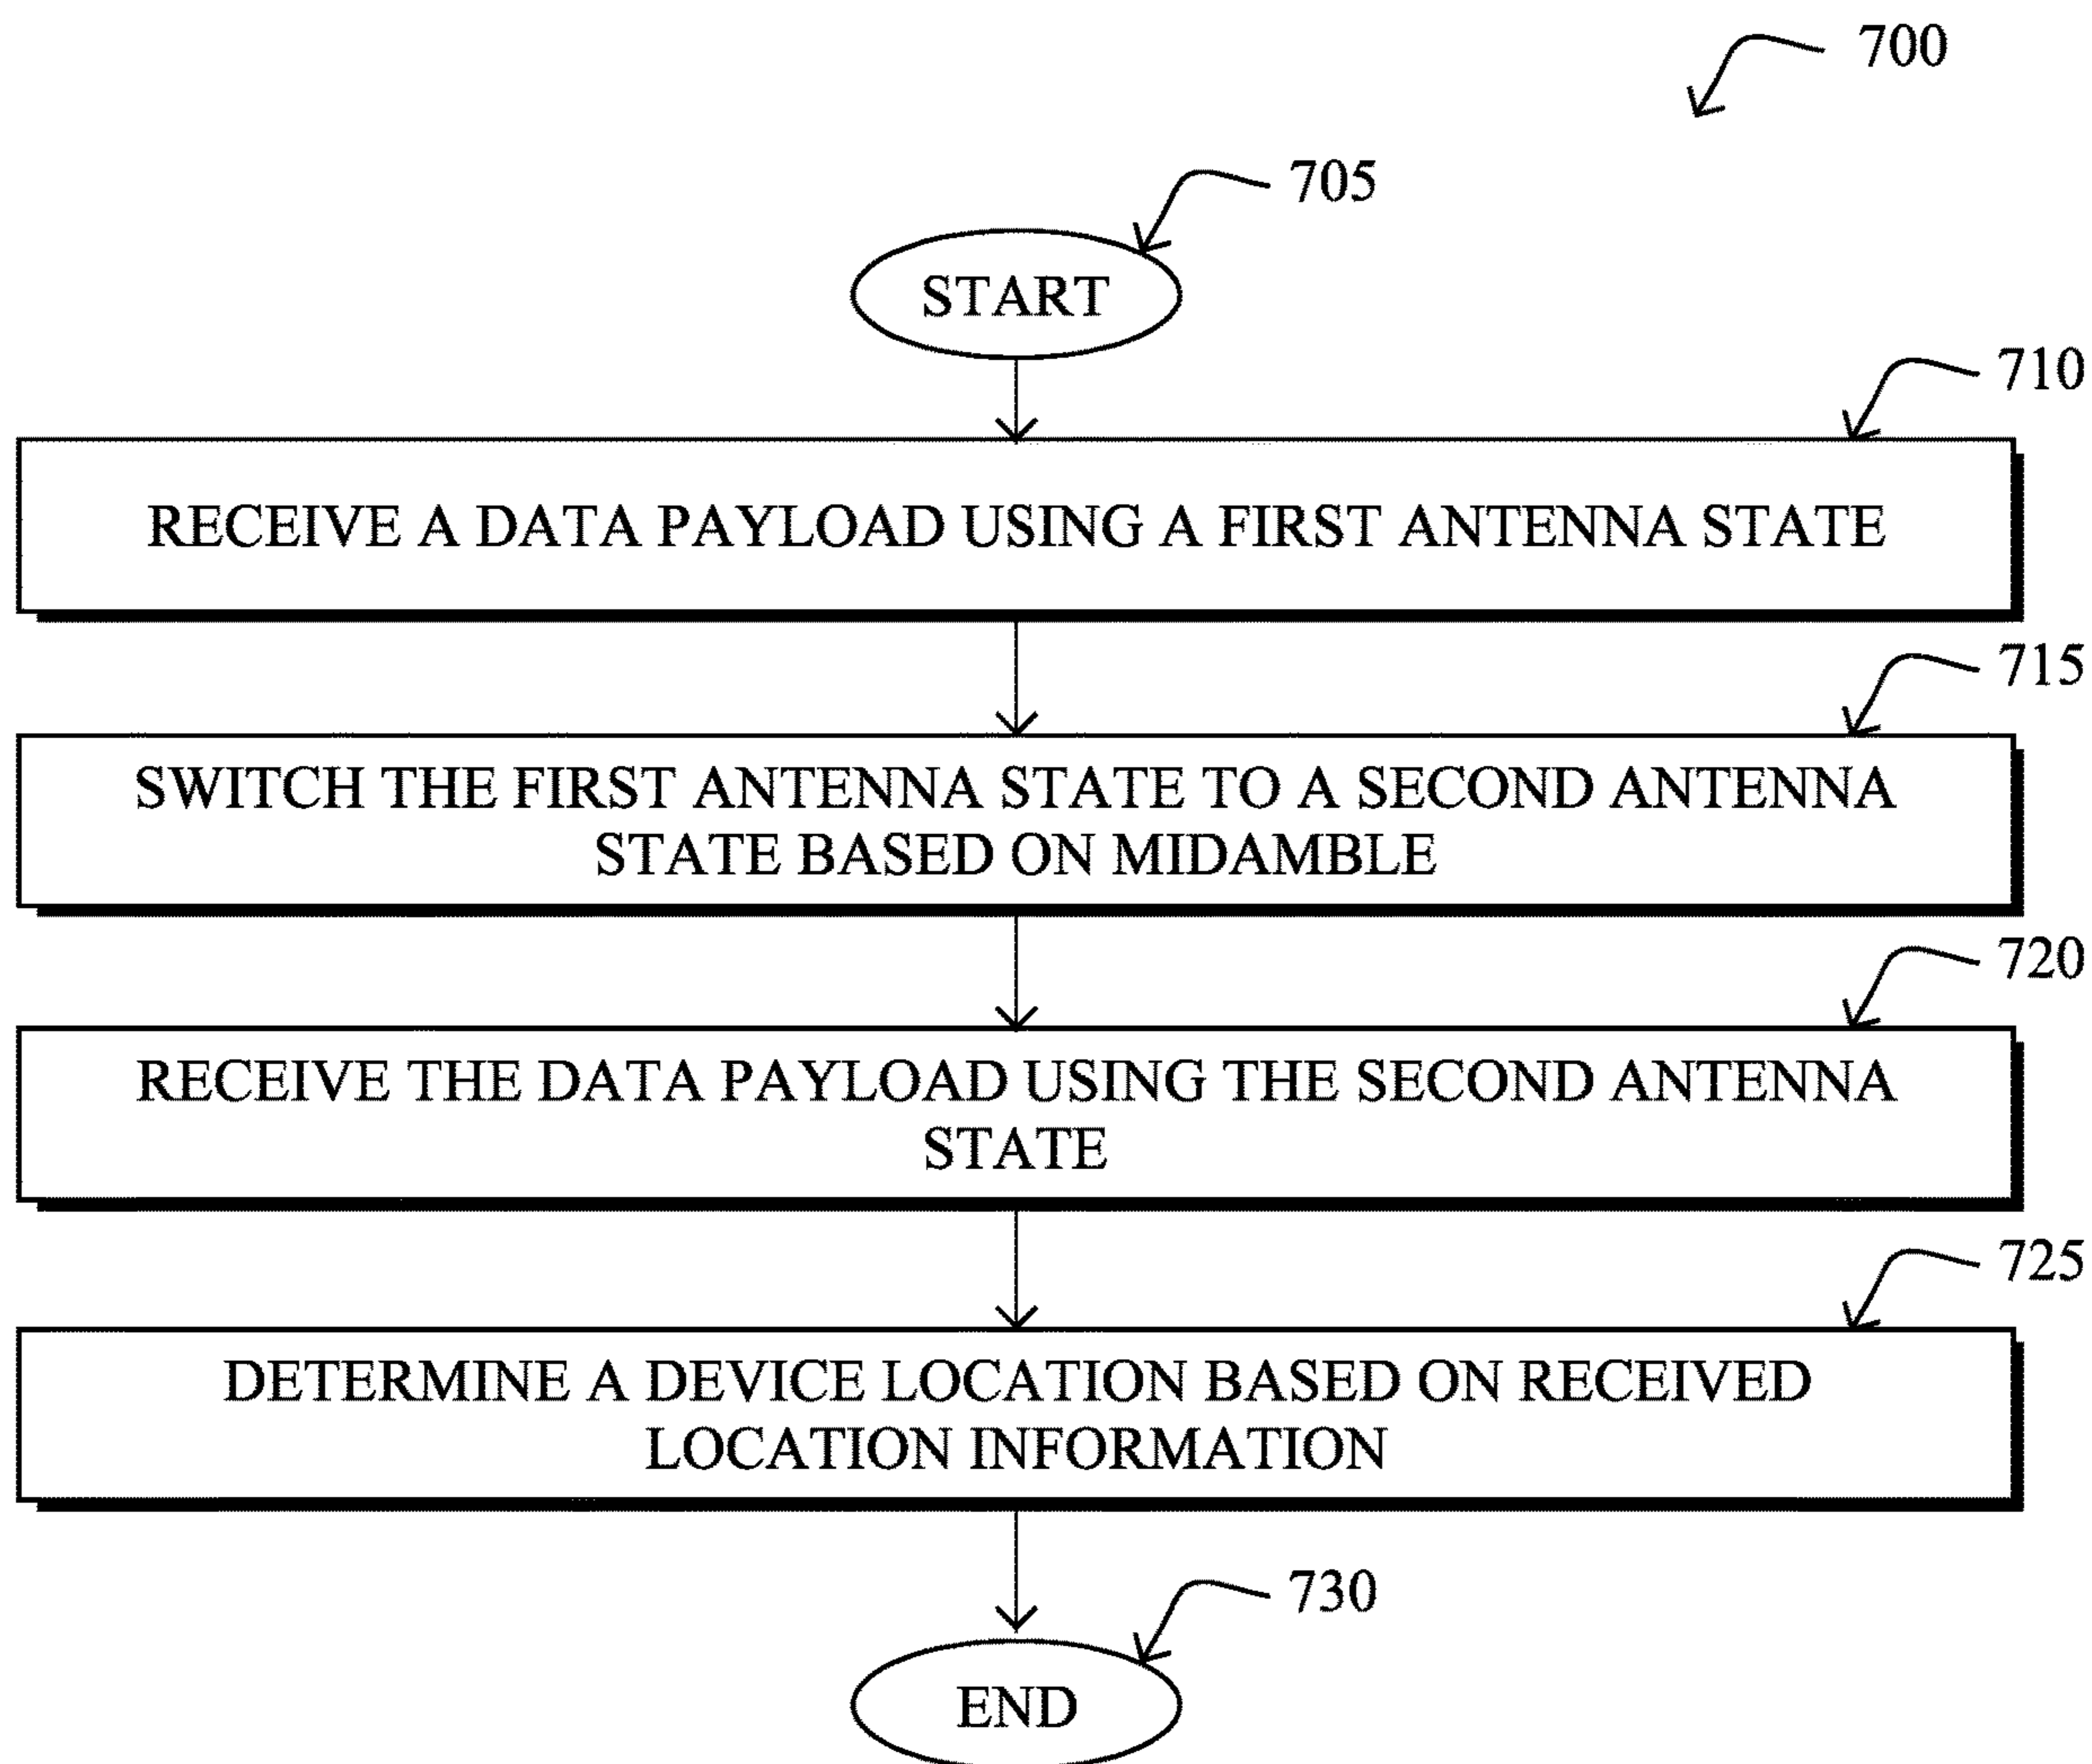 700
705
START
710
RECEIVE A DATA PAYLOAD USING A FIRST ANTENNA STATE
715
SWITCH THE FIRST ANTENNA STATE TO A SECOND ANTENNA
STATE BASED ON MIDAMBLE
720
RECEIVE THE DATA PAYLOAD USING THE SECOND ANTENNA
STATE
725
DETERMINE A DEVICE LOCATION BASED ON RECEIVED
LOCATION INFORMATION
730
END